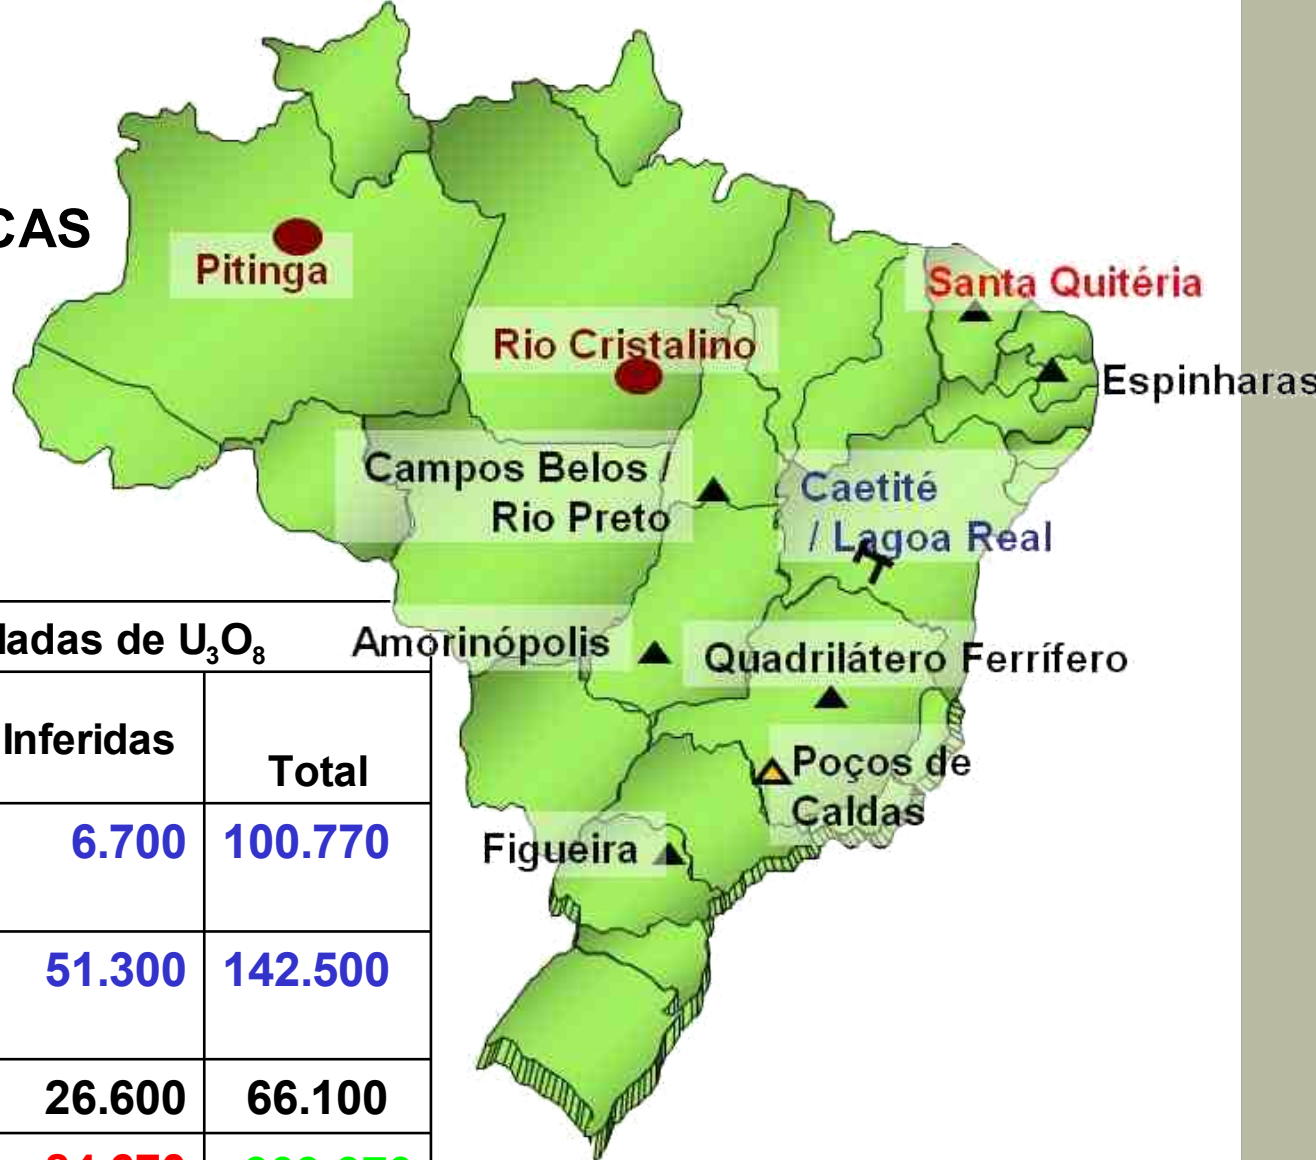 CAS
Pitinga
Santa Quitéria
Rio Cristalino
Espinharas
Campos Belos /
Rio Preto
Caetité
/ Lagoa Real
ladas de U₃O₈
Amorinópolis
Quadrilátero Ferrífero
Inferidas
Total
Poços de
Caldas
6.700 100.770
Figueira
51.300 142.500
26.600 66.100